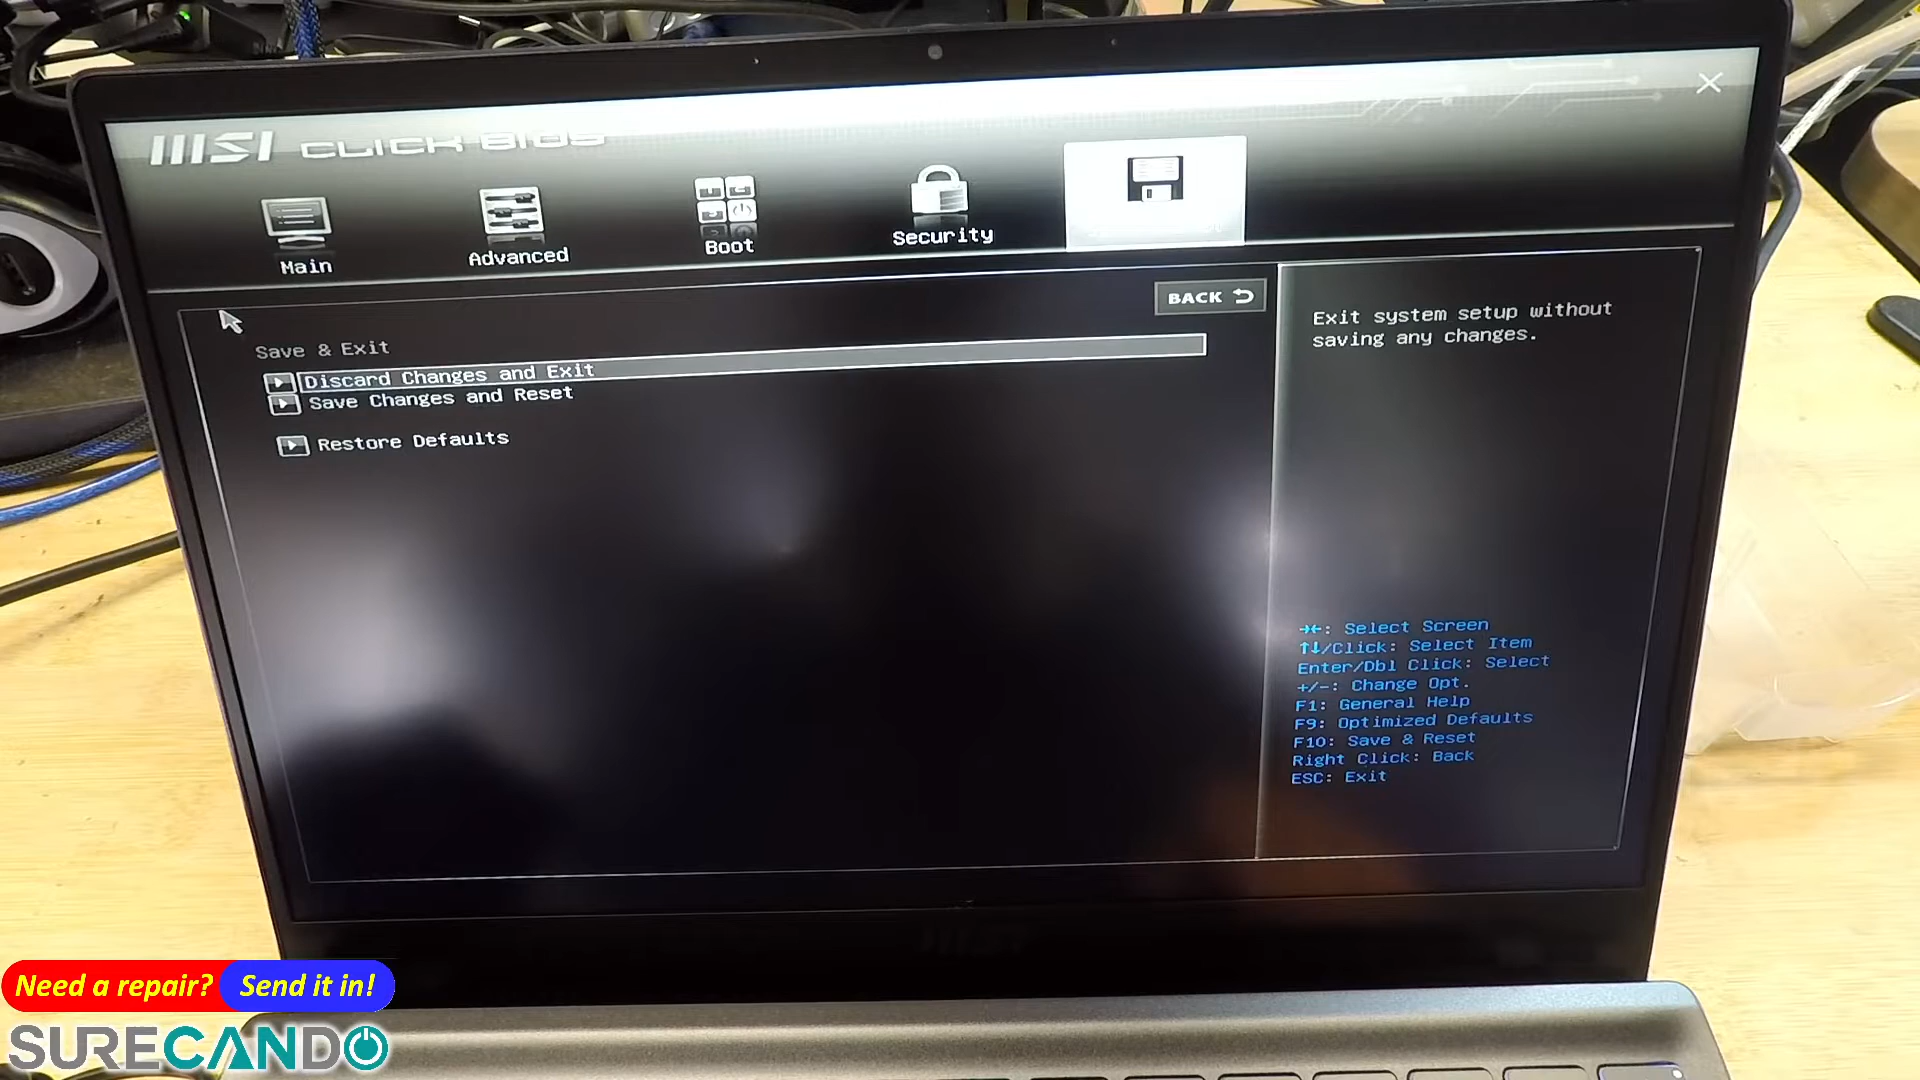 msi CLICK BIOS
Main
Advanced
Boot
Security
BACK
Save & Exit
Discard Changes and Exit
Save Changes and Reset
Restore Defaults
Exit system setup without
saving any changes.
→←: Select Screen
↑↓/Click: Select Item
Enter/Dbl Click: Select
+/-: Change Opt.
F1: General Help
F9: Optimized Defaults
F10: Save & Reset
Right Click: Back
ESC: Exit
msi
Need a repair? Send it in!
SURECANDO